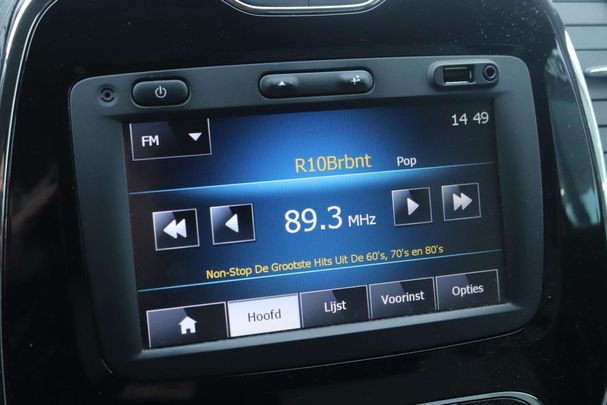 FM
14 49
R10Brbnt Pop
89.3 MHz
Non-Stop De Grootste Hits Uit De 60's, 70's en 80's
Hoofd Lijst Voorinst Opties